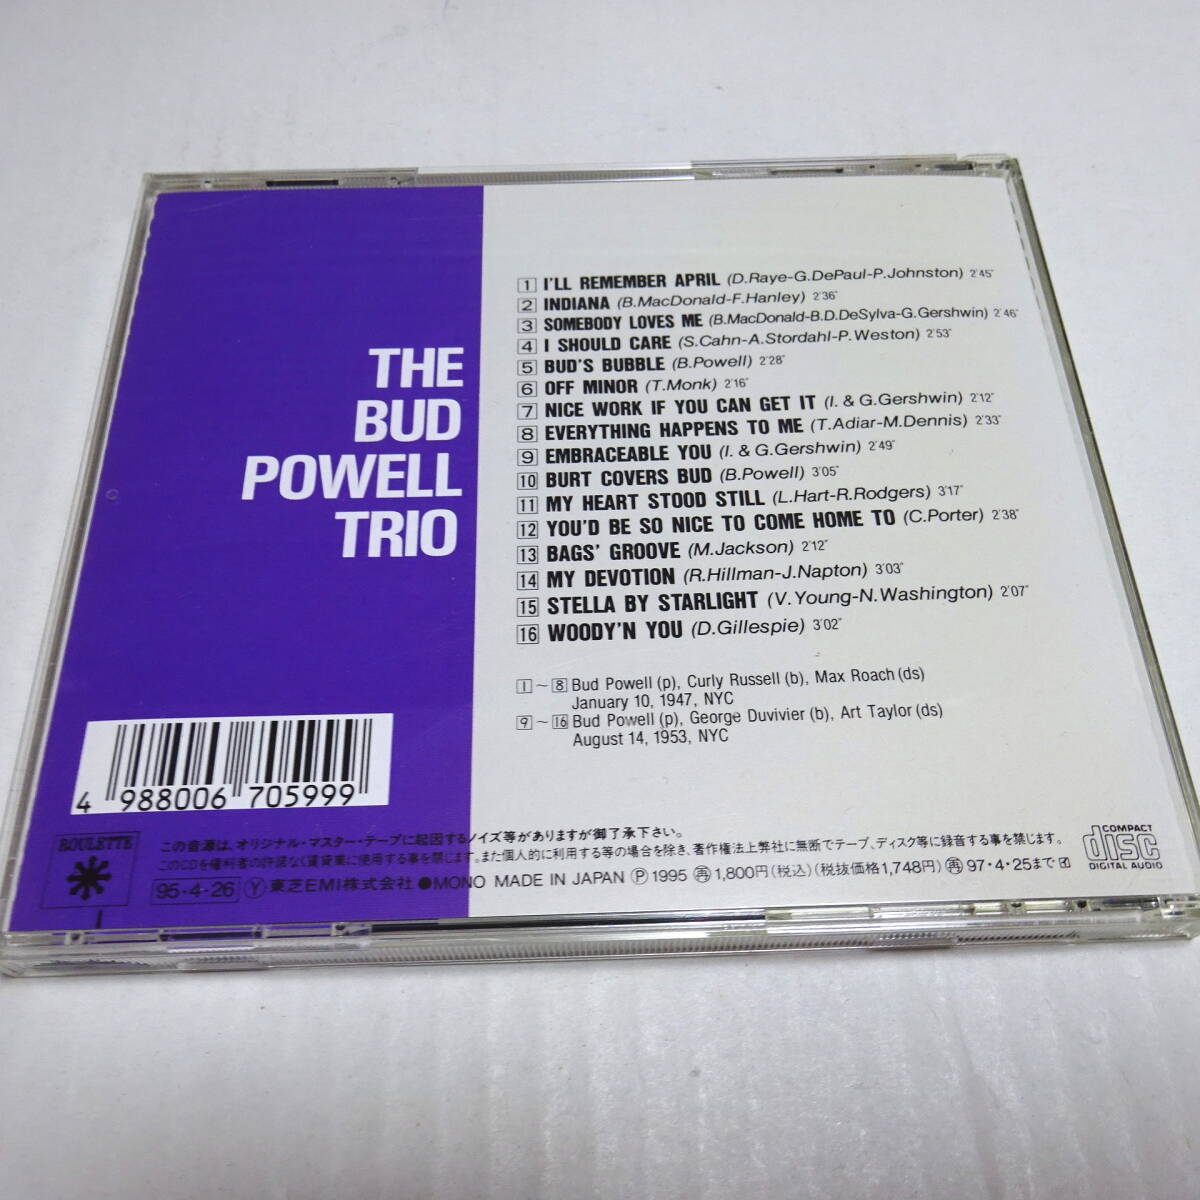 THE
BUD
POWELL
TRIO
1 I'LL REMEMBER APRIL (D.Raye-G.DePaul-P.Johnston) 2'45"
2 INDIANA (B.MacDonald-F.Hanley) 2'36"
3 SOMEBODY LOVES ME (B.MacDonald-B.D.DeSylva-G.Gershwin) 2'46"
4 I SHOULD CARE (S.Cahn-A.Stordahl-P.Weston) 2'53"
5 BUD'S BUBBLE (B.Powell) 2'28"
6 OFF MINOR (T.Monk) 2'16"
7 NICE WORK IF YOU CAN GET IT (I. & G.Gershwin) 2'12"
8 EVERYTHING HAPPENS TO ME (T.Adiar-M.Dennis) 2'33"
9 EMBRACEABLE YOU (I. & G.Gershwin) 2'49"
10 BURT COVERS BUD (B.Powell) 3'05"
11 MY HEART STOOD STILL (L.Hart-R.Rodgers) 3'17"
12 YOU'D BE SO NICE TO COME HOME TO (C.Porter) 2'38"
13 BAGS' GROOVE (M.Jackson) 2'12"
14 MY DEVOTION (R.Hillman-J.Napton) 3'03"
15 STELLA BY STARLIGHT (V.Young-N.Washington) 2'07"
16 WOODY'N YOU (D.Gillespie) 3'02"
1~8 Bud Powell (p), Curly Russell (b), Max Roach (ds)
January 10, 1947, NYC
9~16 Bud Powell (p), George Duvivier (b), Art Taylor (ds)
August 14, 1953, NYC
4 988006 705999
ROULETTE
この音源は、オリジナル・マスター・テープに起因するノイズ等がありますが御了承下さい。
このCDを権利者の許諾なく賃貸業に使用する事を禁じます。また個人的に利用する等の場合を除き、著作権法上弊社に無断でテープ、ディスク等に録音する事を禁じます。
95・4・26 Ⓨ東芝EMI株式会社 ●MONO MADE IN JAPAN Ⓟ 1995 ㊢1,800円(税込)(税抜価格1,748円) ㊢97・4・25まで
COMPACT
disc
DIGITAL AUDIO